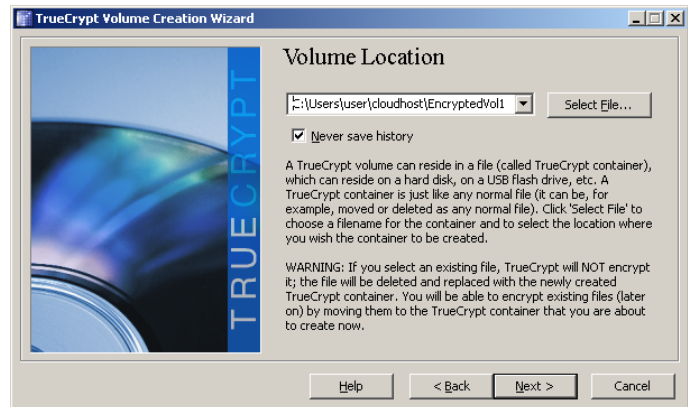 TrueCrypt Volume Creation Wizard
TRUECRYPT
Volume Location
:\Users\user\cloudhost\EncryptedVol1
Select File...
Never save history
A TrueCrypt volume can reside in a file (called TrueCrypt container),
which can reside on a hard disk, on a USB flash drive, etc. A
TrueCrypt container is just like any normal file (it can be, for
example, moved or deleted as any normal file). Click 'Select File' to
choose a filename for the container and to select the location where
you wish the container to be created.
WARNING: If you select an existing file, TrueCrypt will NOT encrypt
it; the file will be deleted and replaced with the newly created
TrueCrypt container. You will be able to encrypt existing files (later
on) by moving them to the TrueCrypt container that you are about
to create now.
Help
< Back
Next >
Cancel